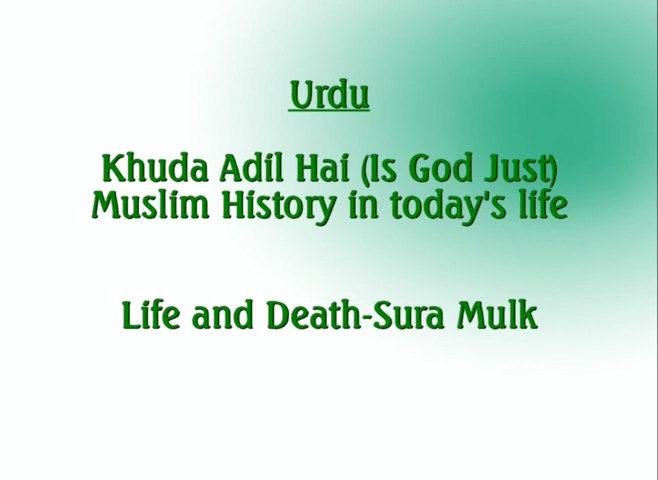 Urdu
Khuda Adil Hai (Is God Just)
Muslim History in today's life
Life and Death-Sura Mulk